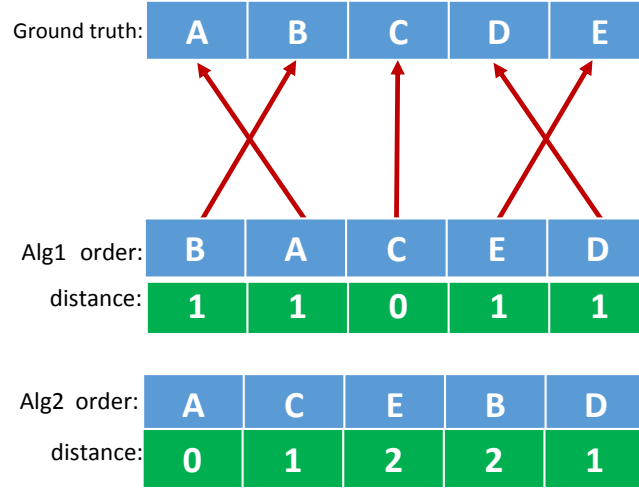 Ground truth: A B C D E
Alg1 order: B A C E D
distance: 1 1 0 1 1
Alg2 order: A C E B D
distance: 0 1 2 2 1